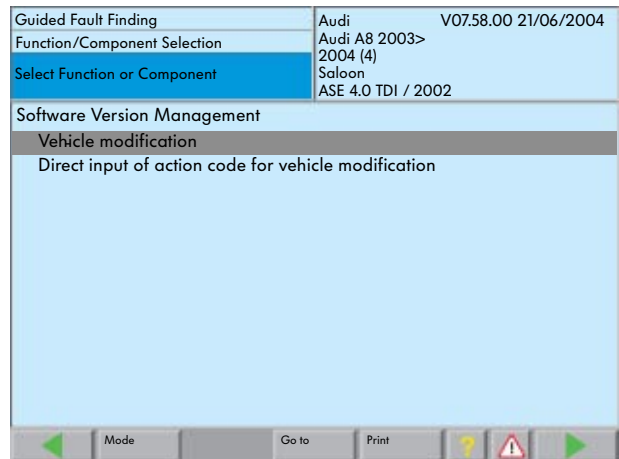 Guided Fault Finding
Function/Component Selection
Select Function or Component
Audi V07.58.00 21/06/2004
Audi A8 2003>
2004 (4)
Saloon
ASE 4.0 TDI / 2002
Software Version Management
Vehicle modification
Direct input of action code for vehicle modification
Mode
Go to
Print
?
!